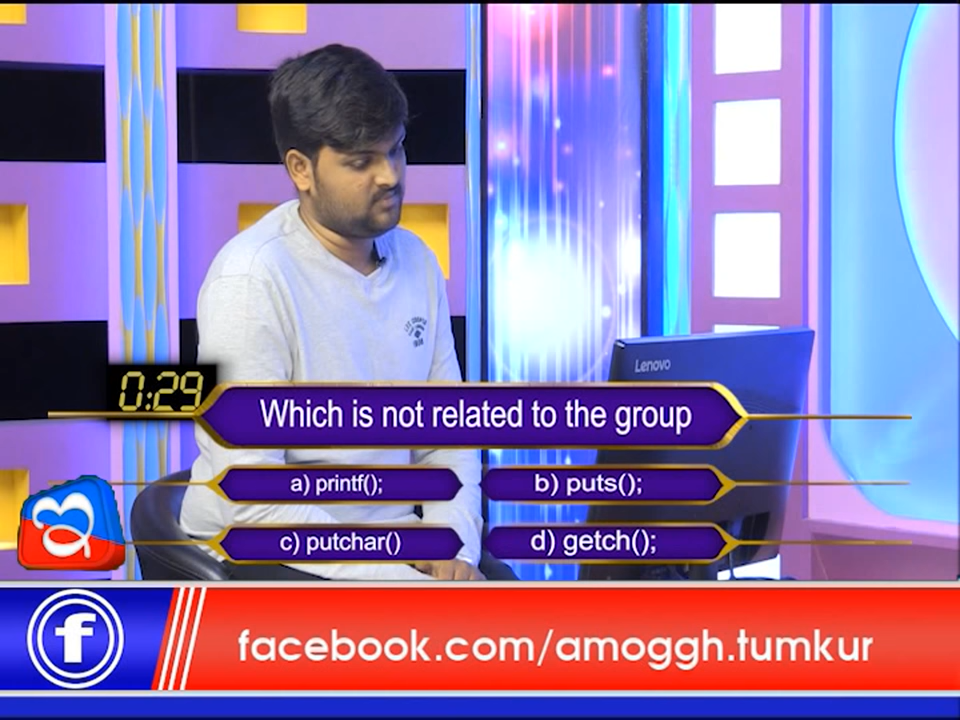 Lenovo
0:29
Which is not related to the group
a) printf();
b) puts();
c) putchar()
d) getch();
facebook.com/amoggh.tumkur